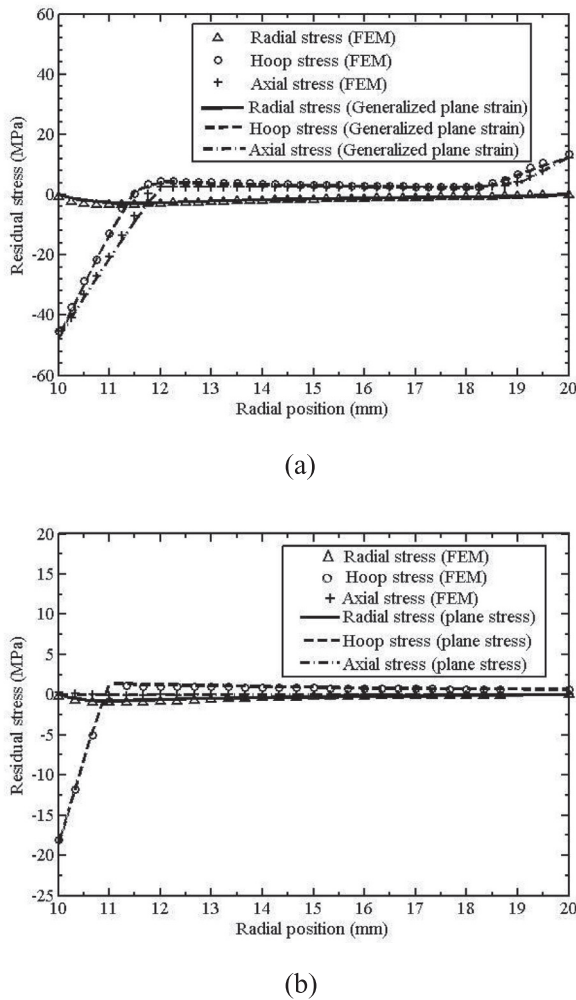 60
40
20
0
-20
-40
-60
Residual stress (MPa)
Radial stress (FEM)
Hoop stress (FEM)
Axial stress (FEM)
Radial stress (Generalized plane strain)
Hoop stress (Generalized plane strain)
Axial stress (Generalized plane strain)
10 11 12 13 14 15 16 17 18 19 20
Radial position (mm)
(a)
20
15
10
5
0
-5
-10
-15
-20
-25
Residual stress (MPa)
Radial stress (FEM)
Hoop stress (FEM)
Axial stress (FEM)
Radial stress (plane stress)
Hoop stress (plane stress)
Axial stress (plane stress)
10 11 12 13 14 15 16 17 18 19 20
Radial position (mm)
(b)